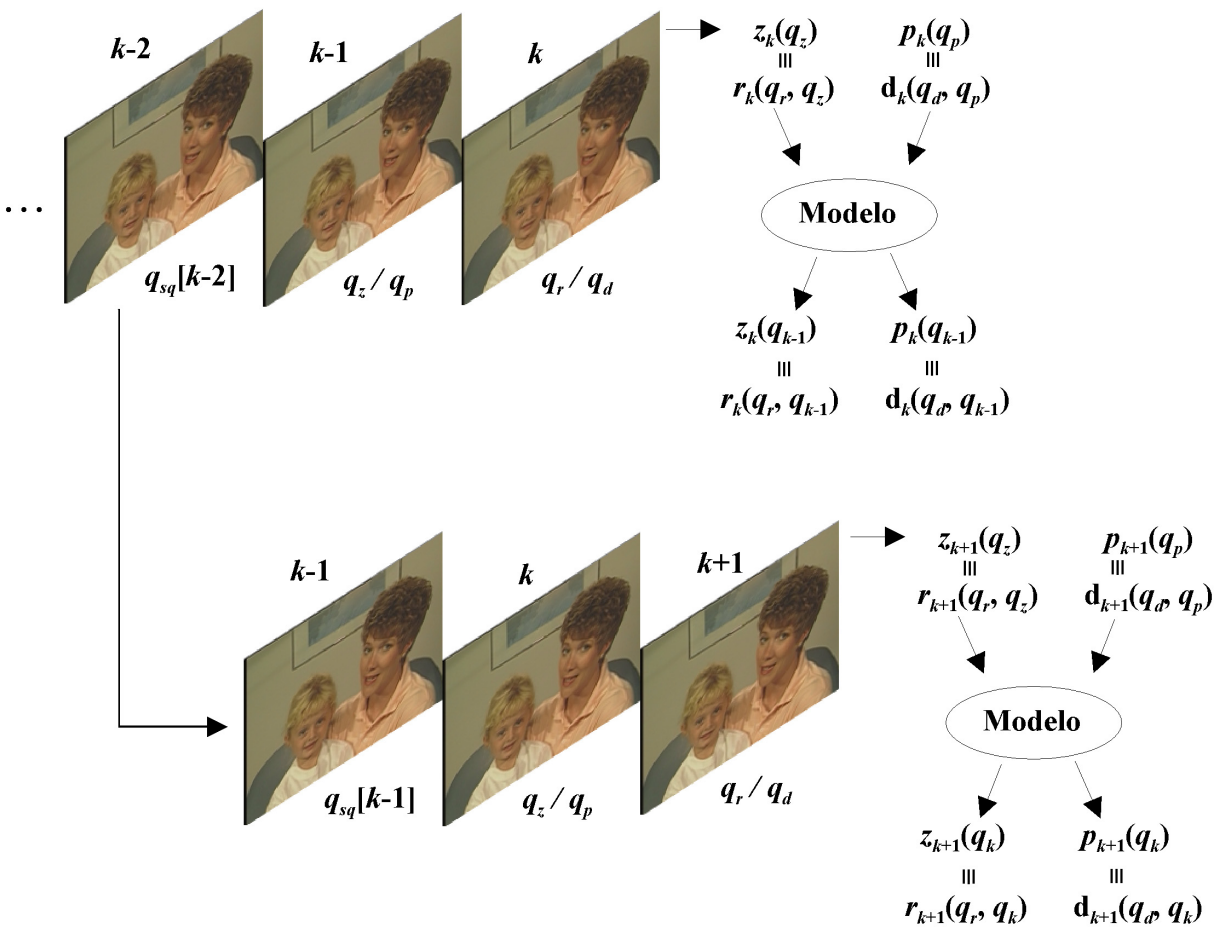 k-2 k-1 k
z_k(q_z) p_k(q_p)
≡ ≡
r_k(q_r, q_z) d_k(q_d, q_p)
Modelo
...
q_sq[k-2] q_z / q_p q_r / q_d
z_k(q_k-1) p_k(q_k-1)
≡ ≡
r_k(q_r, q_k-1) d_k(q_d, q_k-1)
k-1 k k+1
z_k+1(q_z) p_k+1(q_p)
≡ ≡
r_k+1(q_r, q_z) d_k+1(q_d, q_p)
Modelo
q_sq[k-1] q_z / q_p q_r / q_d
z_k+1(q_k) p_k+1(q_k)
≡ ≡
r_k+1(q_r, q_k) d_k+1(q_d, q_k)